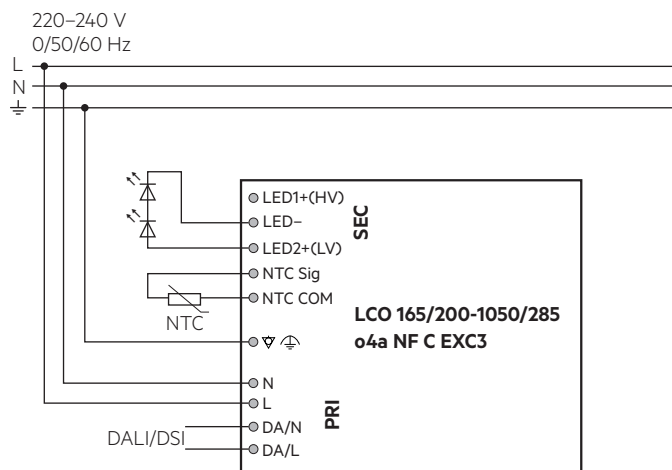 220–240 V
0/50/60 Hz
L
N
LED1+(HV)
LED–
LED2+(LV)
SEC
NTC Sig
NTC COM
NTC
LCO 165/200-1050/285
o4a NF C EXC3
N
L
PRI
DA/N
DALI/DSI
DA/L